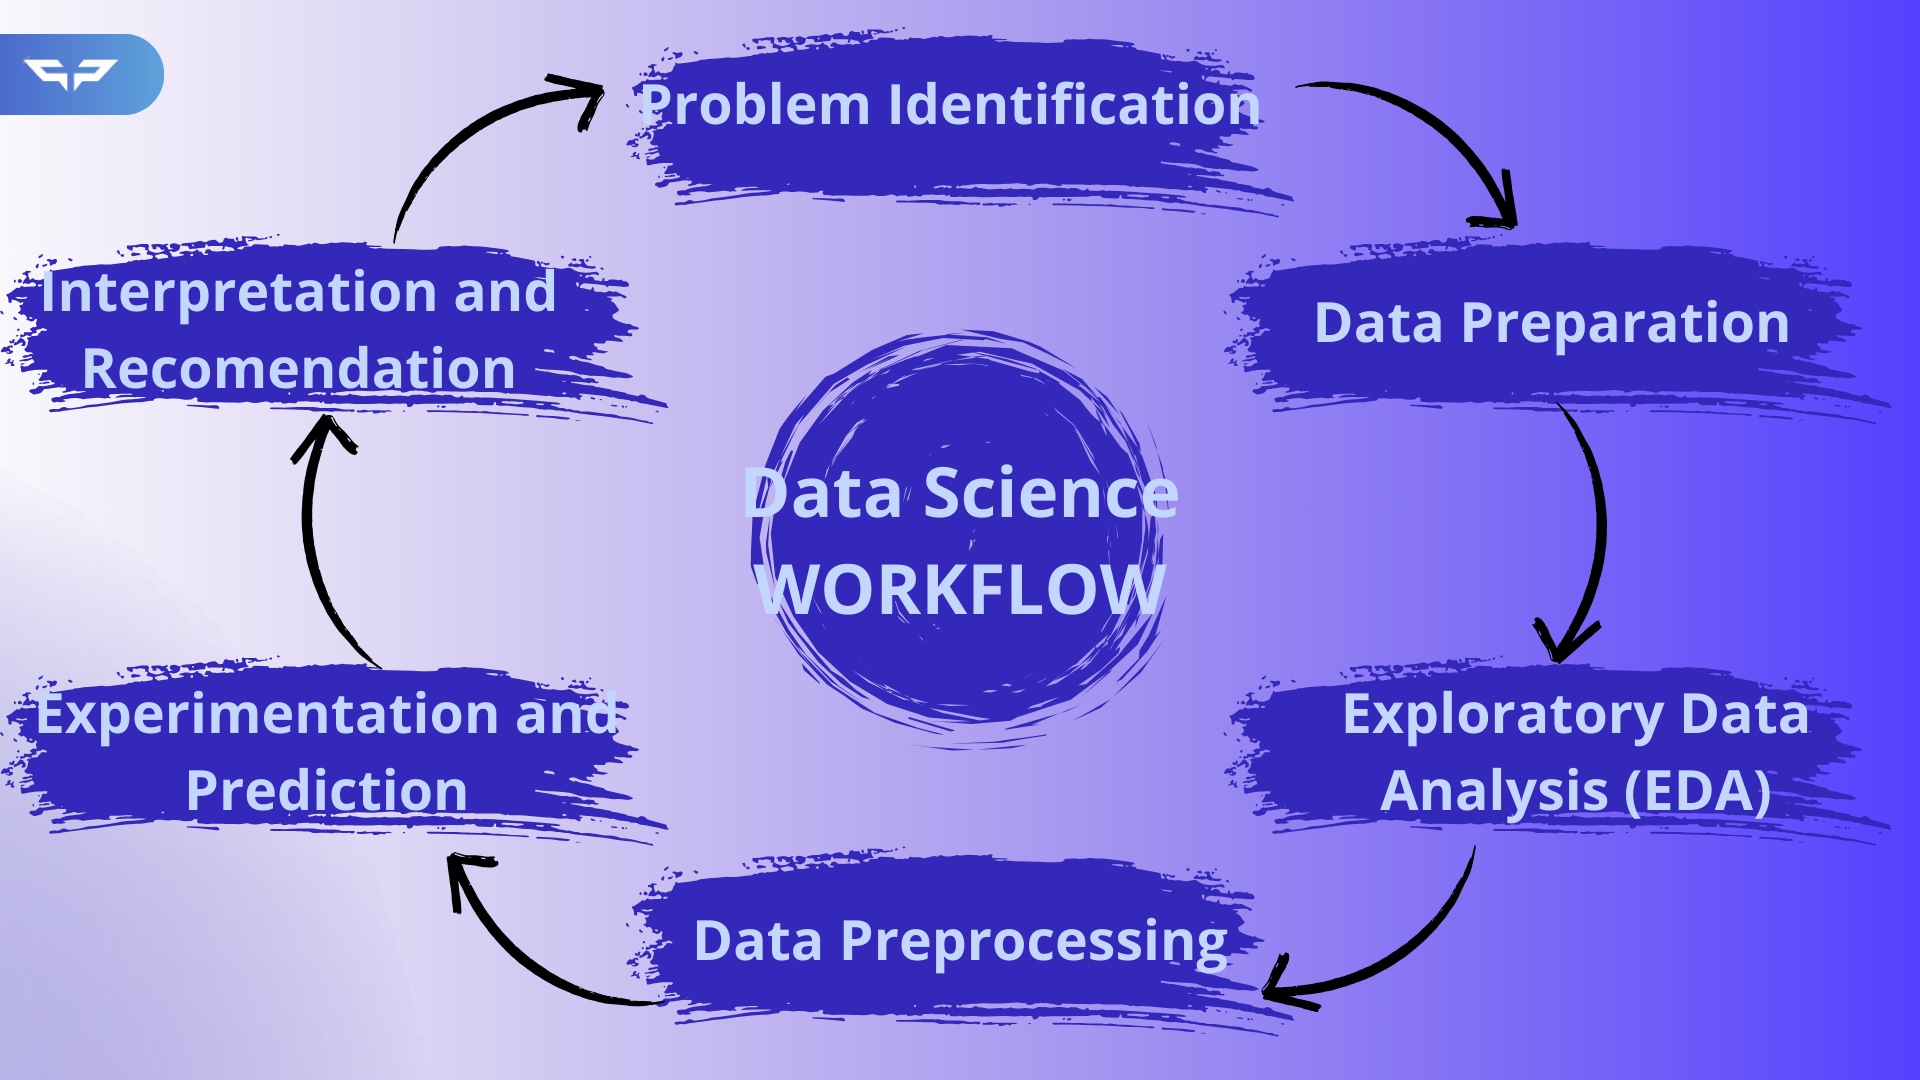 Problem Identification
Data Preparation
Exploratory Data
Analysis (EDA)
Data Preprocessing
Experimentation and
Prediction
Interpretation and
Recomendation
Data Science
WORKFLOW